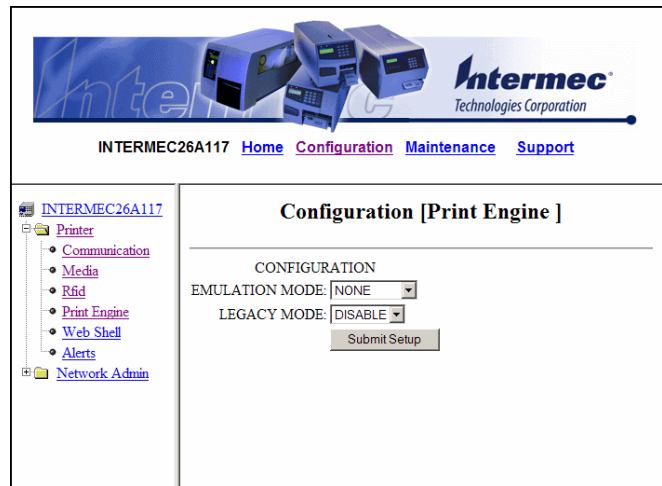 Intermec
Intermec
Technologies Corporation
INTERMEC26A117 Home Configuration Maintenance Support
INTERMEC26A117
Printer
Communication
Media
Rfid
Print Engine
Web Shell
Alerts
Network Admin
Configuration [Print Engine ]
CONFIGURATION
EMULATION MODE: NONE
LEGACY MODE: DISABLE
Submit Setup